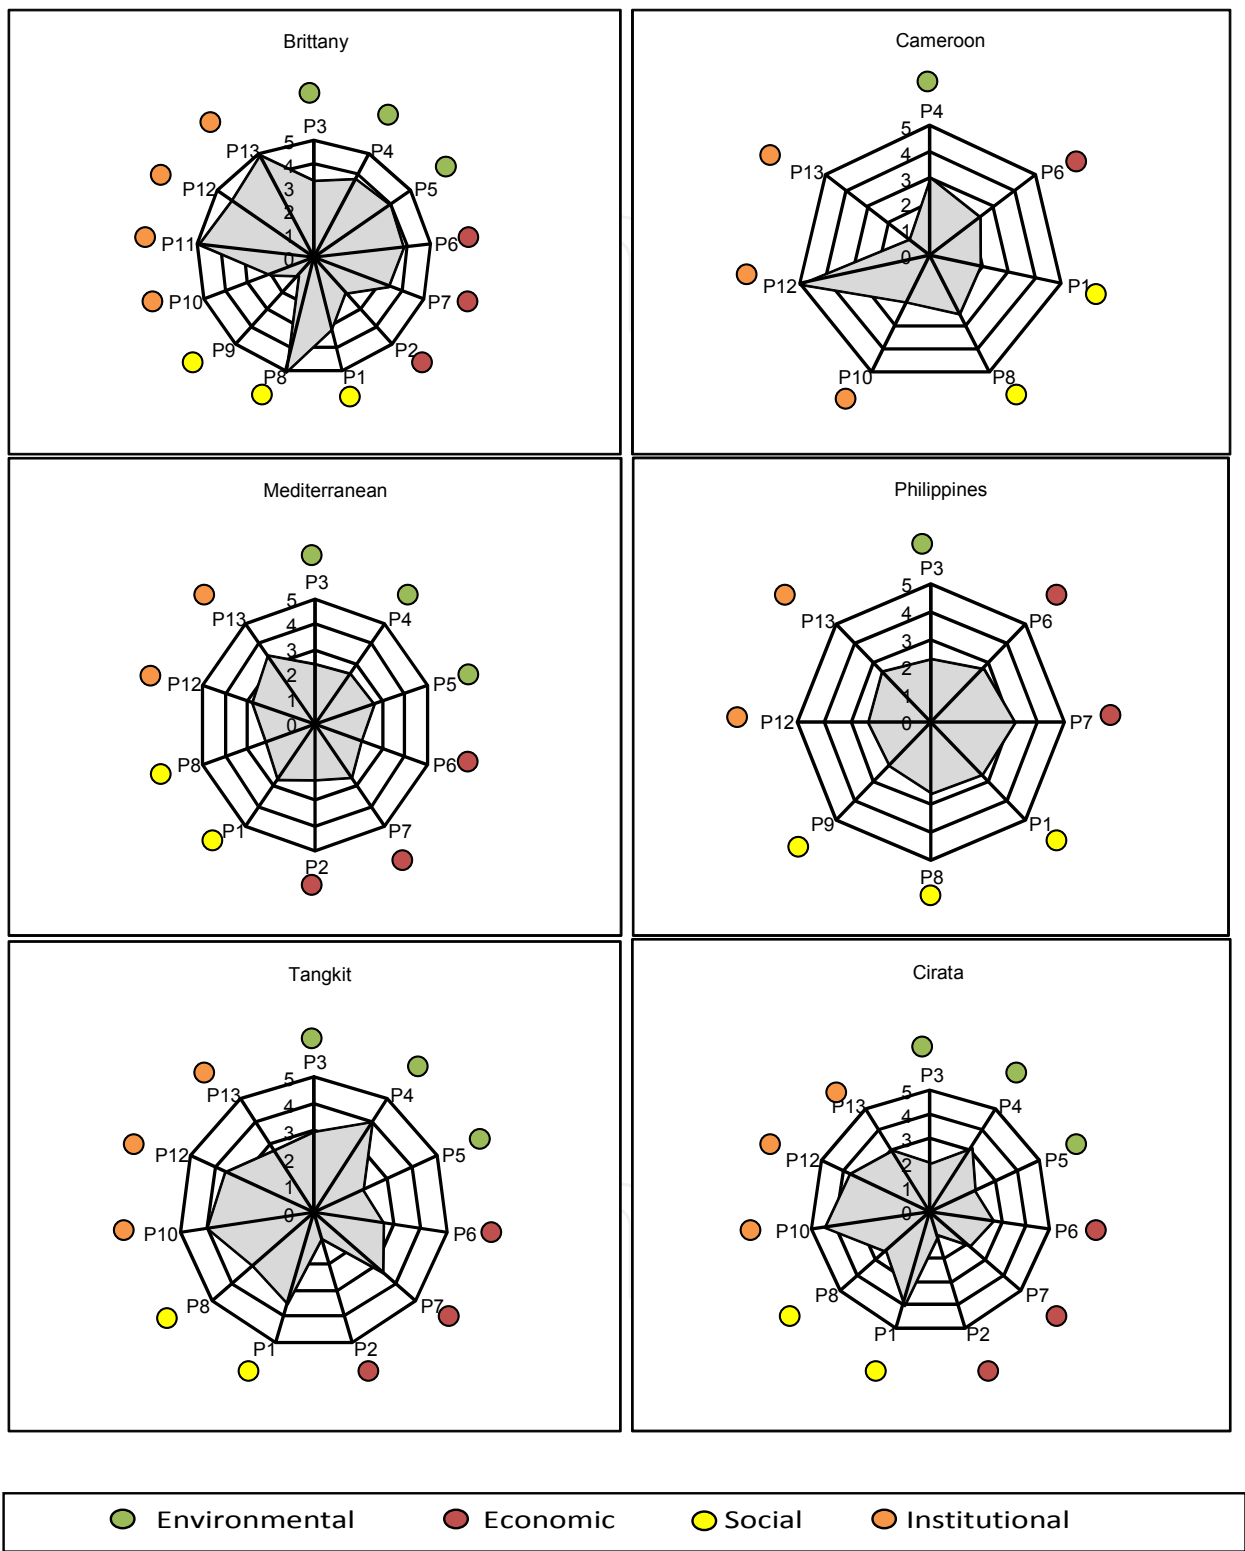 Brittany
P3
P4
P5
P6
P7
P2
P1
P8
P9
P10
P11
P12
P13
5
4
3
2
1
0
Cameroon
P4
P6
P1
P8
P10
P12
P13
5
4
3
2
1
0
Mediterranean
P3
P4
P5
P6
P7
P2
P1
P8
P12
P13
5
4
3
2
1
0
Philippines
P3
P6
P7
P1
P8
P9
P12
P13
5
4
3
2
1
0
Tangkit
P3
P4
P5
P6
P7
P2
P1
P8
P10
P12
P13
5
4
3
2
1
0
Cirata
P3
P4
P5
P6
P7
P2
P1
P8
P10
P12
P13
5
4
3
2
1
0
Environmental Economic Social Institutional